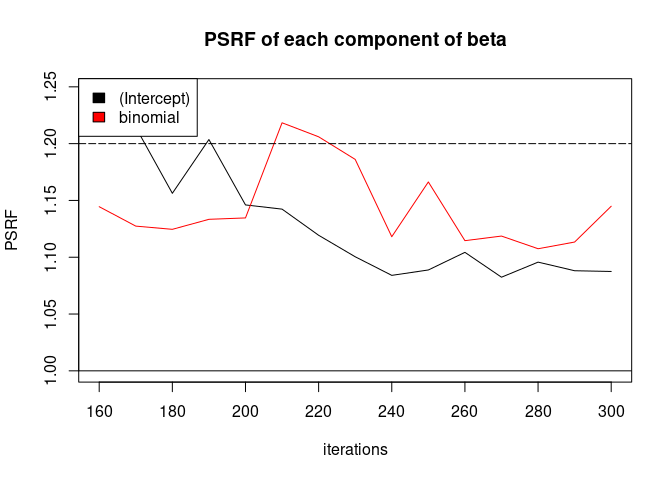 PSRF of each component of beta
(Intercept)
binomial
PSRF
1.25
1.20
1.15
1.10
1.05
1.00
160 180 200 220 240 260 280 300
iterations